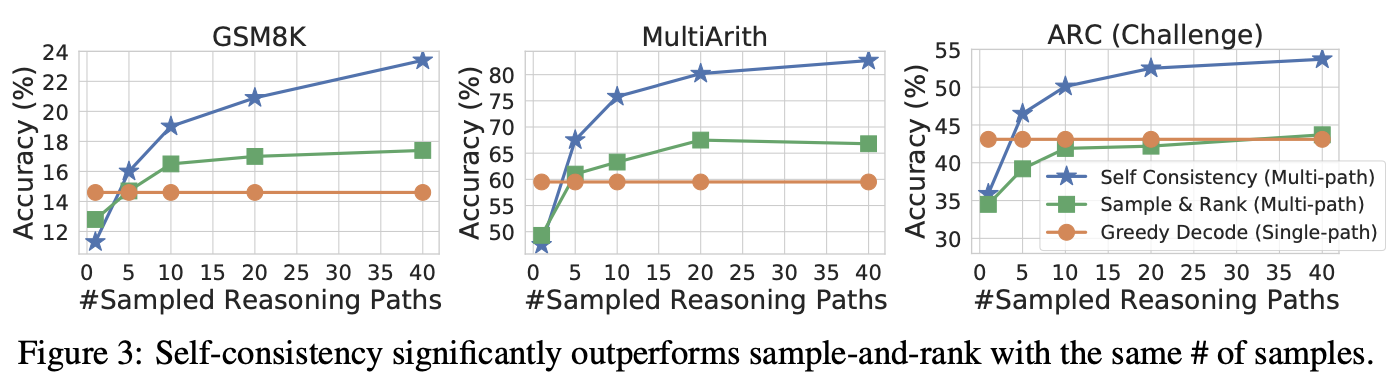 GSM8K
Accuracy (%)
24
22
20
18
16
14
12
0 5 10 15 20 25 30 35 40
#Sampled Reasoning Paths
MultiArith
Accuracy (%)
80
75
70
65
60
55
50
0 5 10 15 20 25 30 35 40
#Sampled Reasoning Paths
ARC (Challenge)
Accuracy (%)
55
50
45
40
35
30
Self Consistency (Multi-path)
Sample & Rank (Multi-path)
Greedy Decode (Single-path)
0 5 10 15 20 25 30 35 40
#Sampled Reasoning Paths
Figure 3: Self-consistency significantly outperforms sample-and-rank with the same # of samples.